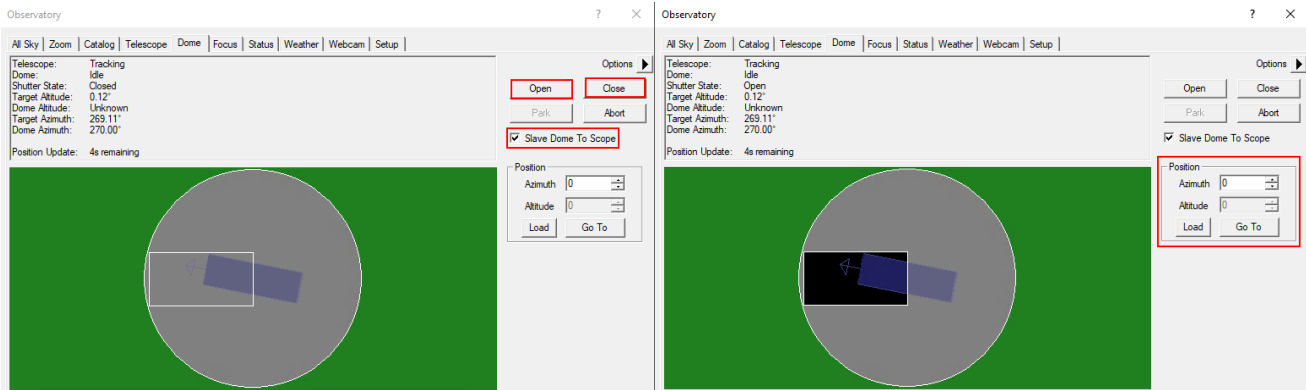 Observatory ? ×
All Sky Zoom Catalog Telescope Dome Focus Status Weather Webcam Setup
Telescope: Tracking
Dome: Idle
Shutter State: Closed
Target Altitude: 0.12°
Dome Altitude: Unknown
Target Azimuth: 269.11°
Dome Azimuth: 270.00°
Position Update: 4s remaining
Options
Open Close
Park Abort
Slave Dome To Scope
Position
Azimuth 0
Altitude 0
Load Go To
Observatory ? ×
All Sky Zoom Catalog Telescope Dome Focus Status Weather Webcam Setup
Telescope: Tracking
Dome: Idle
Shutter State: Open
Target Altitude: 0.12°
Dome Altitude: Unknown
Target Azimuth: 269.11°
Dome Azimuth: 270.00°
Position Update: 4s remaining
Options
Open Close
Park Abort
Slave Dome To Scope
Position
Azimuth 0
Altitude 0
Load Go To